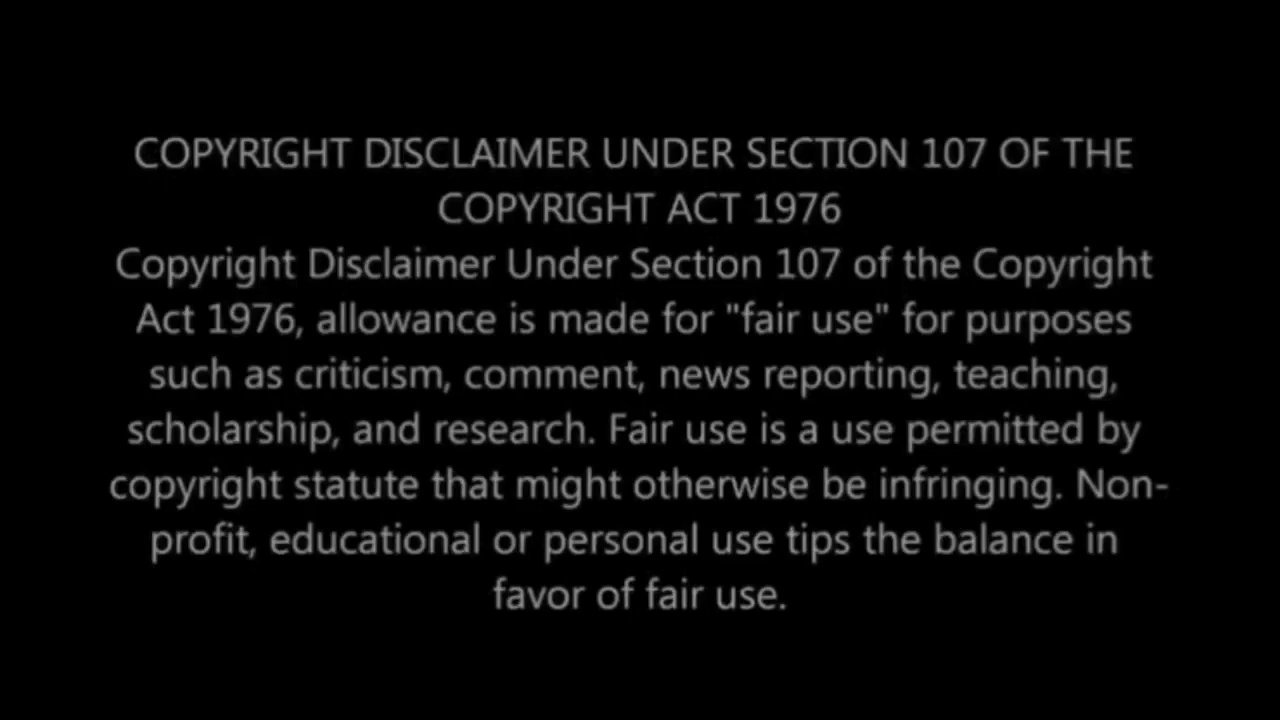 COPYRIGHT DISCLAIMER UNDER SECTION 107 OF THE
COPYRIGHT ACT 1976
Copyright Disclaimer Under Section 107 of the Copyright
Act 1976, allowance is made for "fair use" for purposes
such as criticism, comment, news reporting, teaching,
scholarship, and research. Fair use is a use permitted by
copyright statute that might otherwise be infringing. Non-
profit, educational or personal use tips the balance in
favor of fair use.